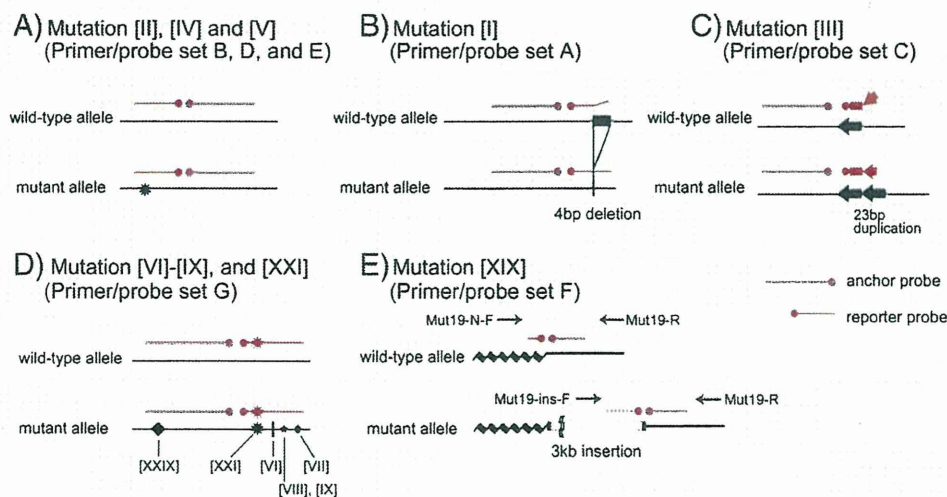 A) Mutation [II], [IV] and [V]
(Primer/probe set B, D, and E)
wild-type allele
mutant allele
B) Mutation [I]
(Primer/probe set A)
wild-type allele
mutant allele
4bp deletion
C) Mutation [III]
(Primer/probe set C)
wild-type allele
mutant allele
23bp
duplication
D) Mutation [VI]-[IX], and [XXI]
(Primer/probe set G)
wild-type allele
mutant allele
[XXIX]
[XXI]
[VI]
[VII]
[VIII], [IX]
E) Mutation [XIX]
(Primer/probe set F)
Mut19-N-F
Mut19-R
wild-type allele
Mut19-ins-F
Mut19-R
mutant allele
3kb insertion
anchor probe
reporter probe